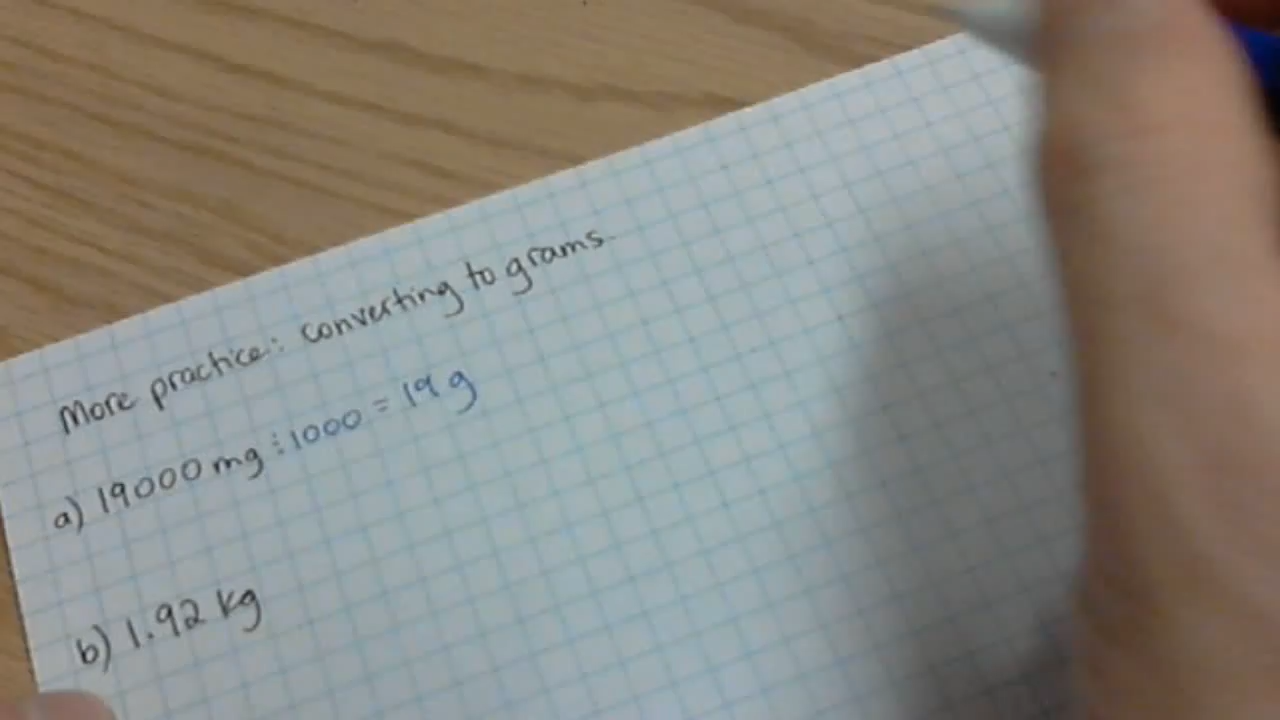 More practice: converting to grams.
a) 19000 mg ÷ 1000 = 19 g
b) 1.92 kg